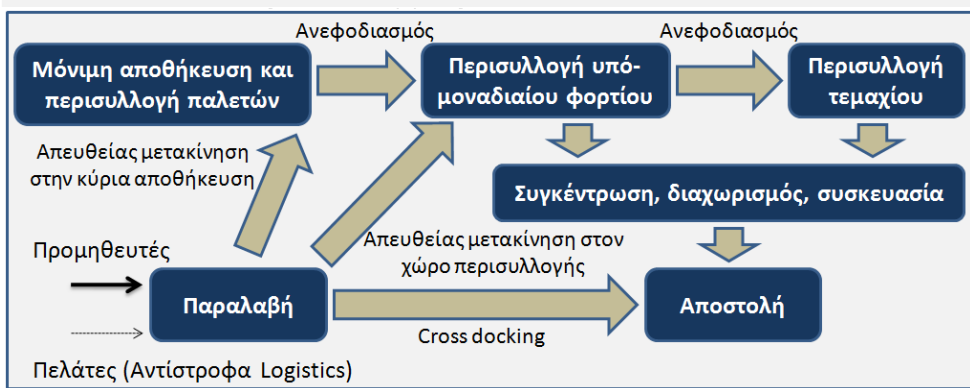 Ανεφοδιασμός
Ανεφοδιασμός
Μόνιμη αποθήκευση και
περισυλλογή παλετών
Περισυλλογή υπό-
μοναδιαίου φορτίου
Περισυλλογή
τεμαχίου
Απευθείας μετακίνηση
στην κύρια αποθήκευση
Συγκέντρωση, διαχωρισμός, συσκευασία
Προμηθευτές
Απευθείας μετακίνηση στον
χώρο περισυλλογής
Παραλαβή
Αποστολή
Cross docking
Πελάτες (Αντίστροφα Logistics)